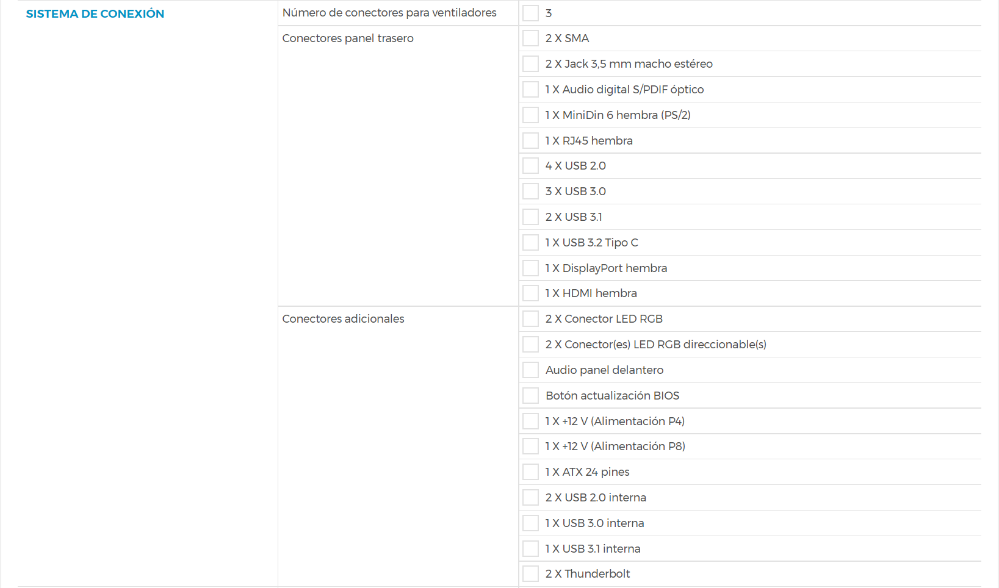 SISTEMA DE CONEXIÓN
Número de conectores para ventiladores
3
Conectores panel trasero
2 X SMA
2 X Jack 3,5 mm macho estéreo
1 X Audio digital S/PDIF óptico
1 X MiniDin 6 hembra (PS/2)
1 X RJ45 hembra
4 X USB 2.0
3 X USB 3.0
2 X USB 3.1
1 X USB 3.2 Tipo C
1 X DisplayPort hembra
1 X HDMI hembra
Conectores adicionales
2 X Conector LED RGB
2 X Conector(es) LED RGB direccionable(s)
Audio panel delantero
Botón actualización BIOS
1 X +12 V (Alimentación P4)
1 X +12 V (Alimentación P8)
1 X ATX 24 pines
2 X USB 2.0 interna
1 X USB 3.0 interna
1 X USB 3.1 interna
2 X Thunderbolt